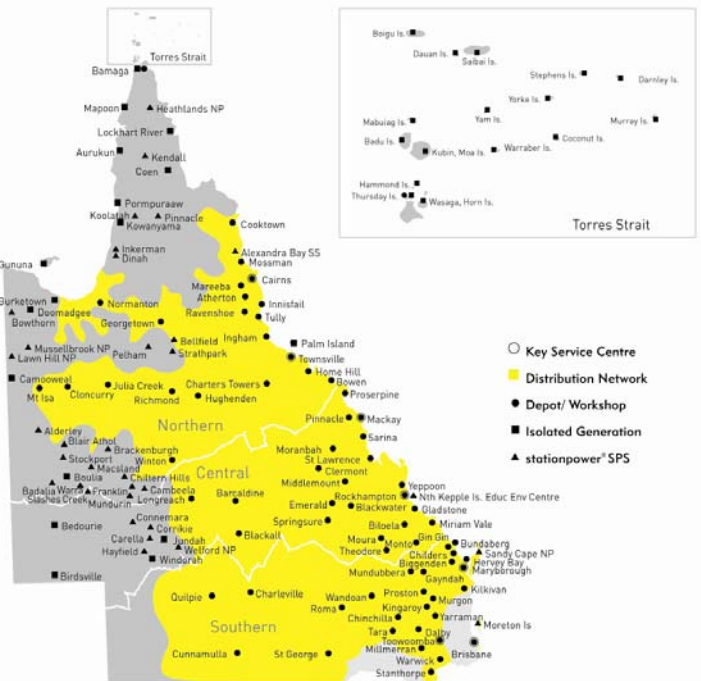 Torres Strait
Bamaga
Mapoon
Heathlands NP
Lockhart River
Aurukun
Kendall
Coen
Pormpuraaw
Koolatah
Pinnacle
Kowanyama
Cooktown
Inkerman
Dinah
Alexandra Bay SS
Mossman
Gununa
Cairns
Mareeba
Atherton
Burketown
Normanton
Innisfail
Doomadgee
Ravenshoe
Tully
Bowthorn
Georgetown
Ingham
Palm Island
Mussellbrook NP
Bellfield
Lawn Hill NP
Pelham
Strathpark
Townsville
Home Hill
Camooweal
Julia Creek
Charters Towers
Bowen
Mt Isa
Cloncurry
Richmond
Hughenden
Proserpine
Pinnacle
Mackay
Northern
Alderley
Sarina
Blair Athol
Brackenburgh
Moranbah
Stockport
Winton
Central
St Lawrence
Macsland
Clermont
Boulia
Chiltern Hills
Middlemount
Yeppoon
Badalia
Warra
Franklin
Cambeela
Barcaldine
Rockhampton
Nth Kepple Is. Educ Env Centre
Slashes Creek
Mundurin
Longreach
Emerald
Blackwater
Gladstone
Bedourie
Connemara
Springsure
Biloela
Miriam Vale
Corrikie
Blackall
Carella
Jundah
Moura
Monto
Gin Gin
Bundaberg
Hayfield
Welford NP
Theodore
Childers
Sandy Cape NP
Windorah
Biggenden
Hervey Bay
Birdsville
Mundubbera
Gayndah
Maryborough
Quilpie
Charleville
Wandoan
Proston
Kilkivan
Roma
Kingaroy
Murgon
Southern
Chinchilla
Yarraman
Tara
Dalby
Moreton Is
Toowoomba
Cunnamulla
St George
Millmerran
Brisbane
Warwick
Stanthorpe
Boigu Is.
Dauan Is.
Saibai Is.
Stephens Is.
Darnley Is.
Yorke Is.
Mabuiag Is.
Yam Is.
Murray Is.
Badu Is.
Coconut Is.
Kubin, Moa Is.
Warraber Is.
Hammond Is.
Thursday Is.
Wasaga, Horn Is.
Torres Strait
Key Service Centre
Distribution Network
Depot/ Workshop
Isolated Generation
stationpower® SPS